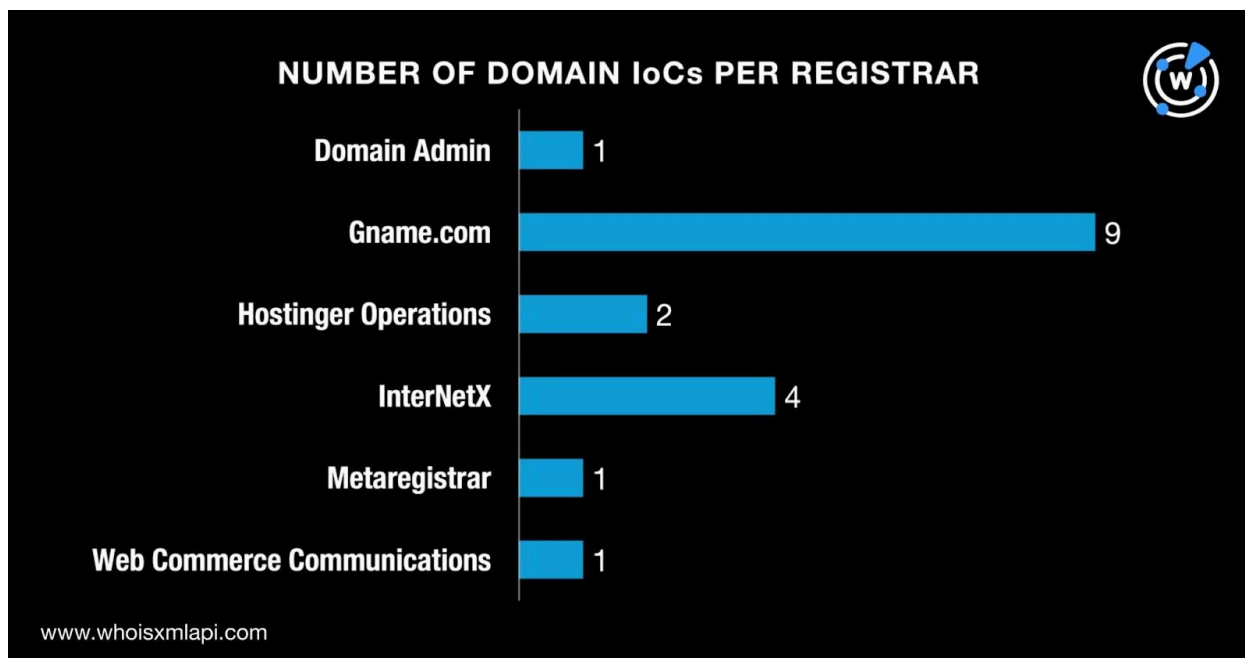 NUMBER OF DOMAIN IoCs PER REGISTRAR
W
Domain Admin 1
Gname.com 9
Hostinger Operations 2
InterNetX 4
Metaregistrar 1
Web Commerce Communications 1
www.whoisxmlapi.com